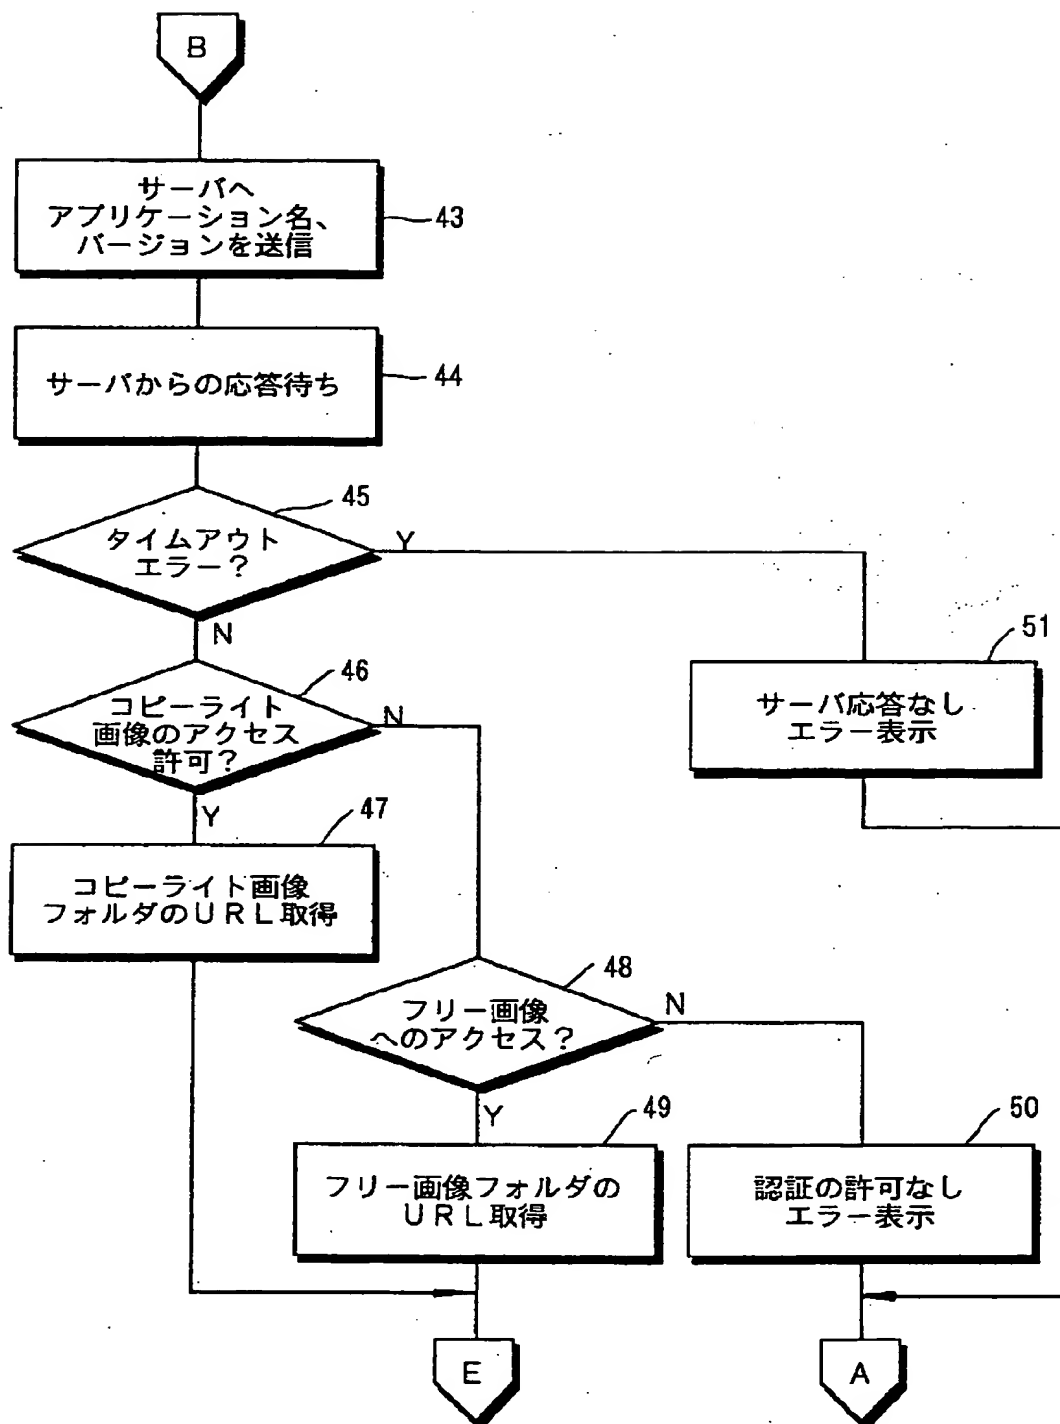 B
サーバへ
アプリケーション名、
バージョンを送信
43
サーバからの応答待ち
44
45
タイムアウト
エラー?
Y
N
46
コピーライト
画像のアクセス
許可?
N
Y
51
サーバ応答なし
エラー表示
47
コピーライト画像
フォルダのURL取得
48
フリー画像
へのアクセス?
N
Y
49
フリー画像フォルダの
URL取得
50
認証の許可なし
エラー表示
E
A